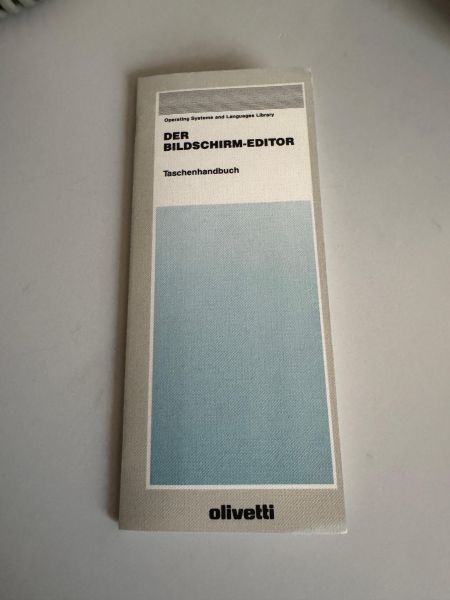 Operating Systems and Languages Library
DER
BILDSCHIRM-EDITOR
Taschenhandbuch
olivetti